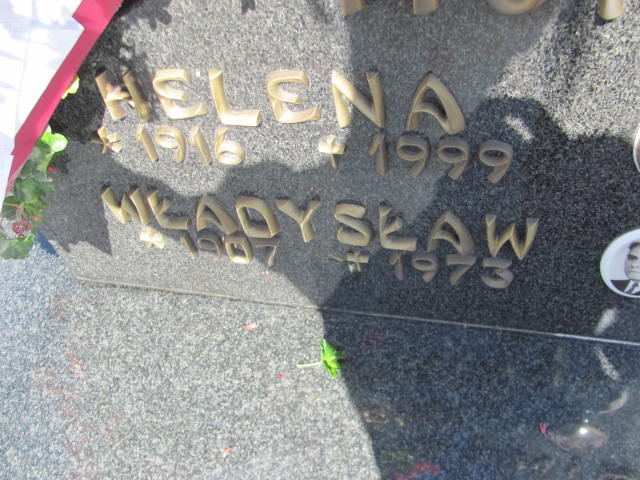 HELENA
* 1916 + 1999
WŁADYSŁAW
* 1907 + 1973